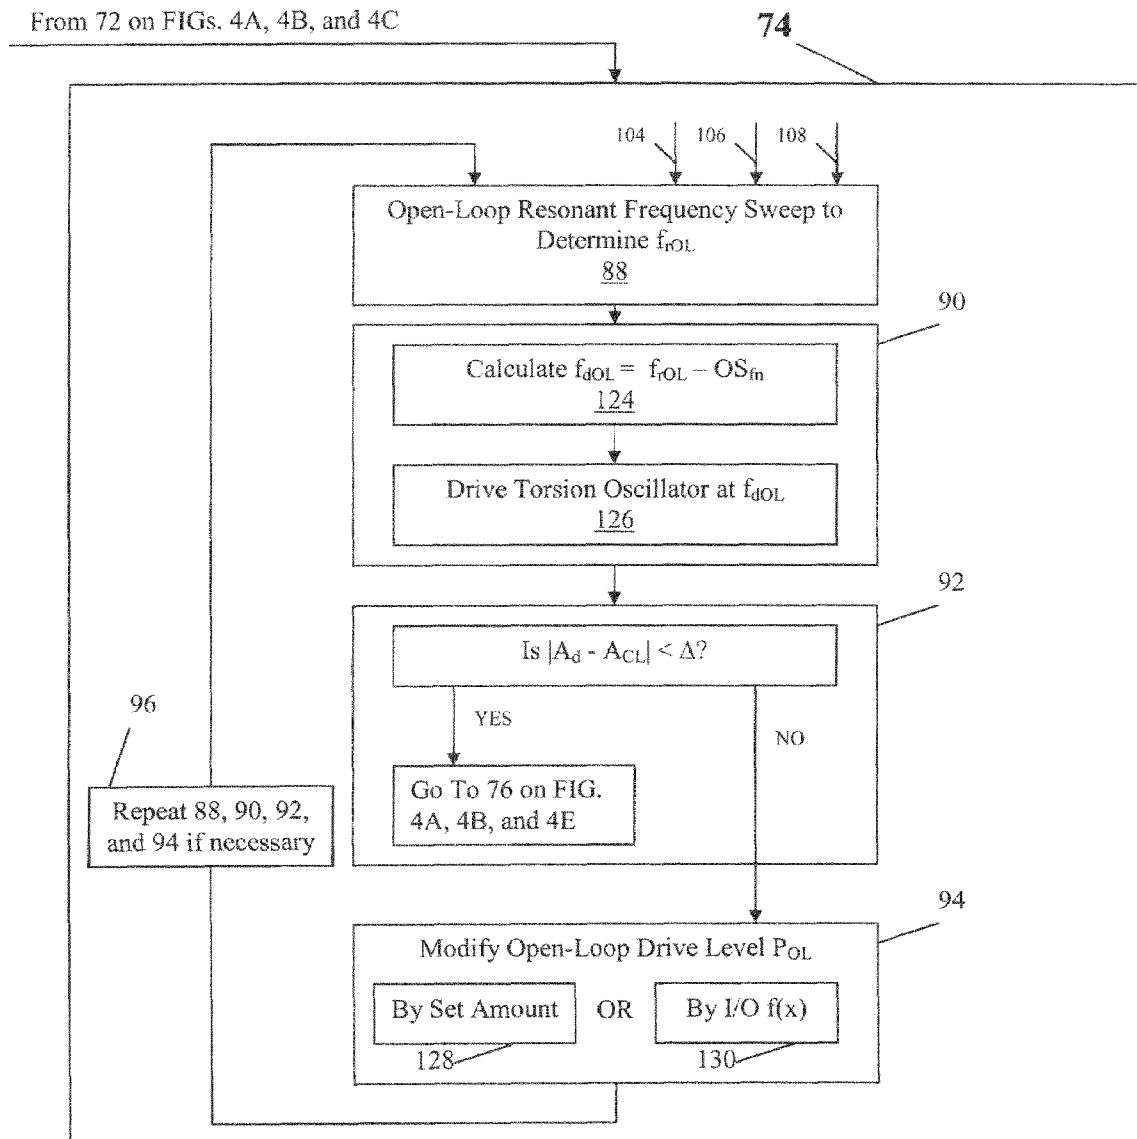 From 72 on FIGs. 4A, 4B, and 4C
74
104
106
108
Open-Loop Resonant Frequency Sweep to
Determine frOL
88
90
Calculate fdOL = frOL – OSfn
124
Drive Torsion Oscillator at fdOL
126
92
Is |Ad - ACL| < Δ?
YES
NO
Go To 76 on FIG.
4A, 4B, and 4E
96
Repeat 88, 90, 92,
and 94 if necessary
94
Modify Open-Loop Drive Level POL
By Set Amount
OR
By I/O f(x)
128
130